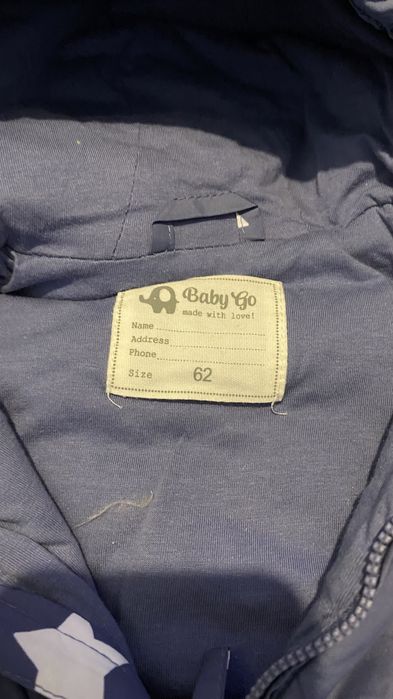 Baby Go
made with love!
Name
Address
Phone
Size 62